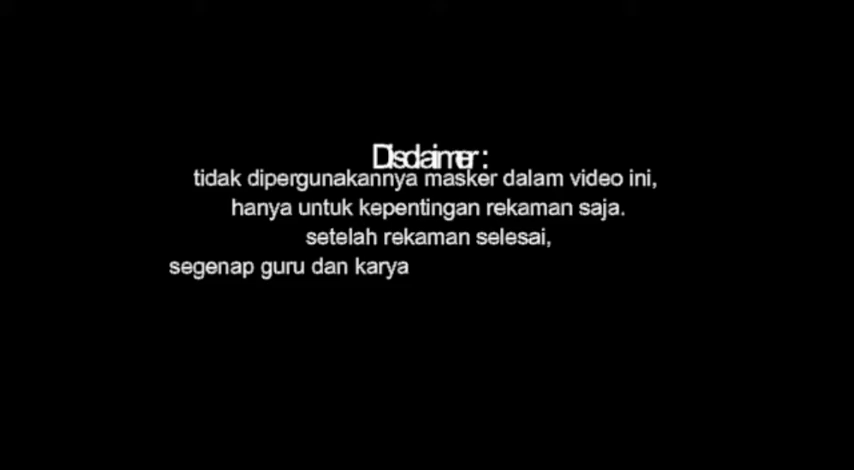 Disclaimer :
tidak dipergunakannya masker dalam video ini,
hanya untuk kepentingan rekaman saja.
setelah rekaman selesai,
segenap guru dan karya